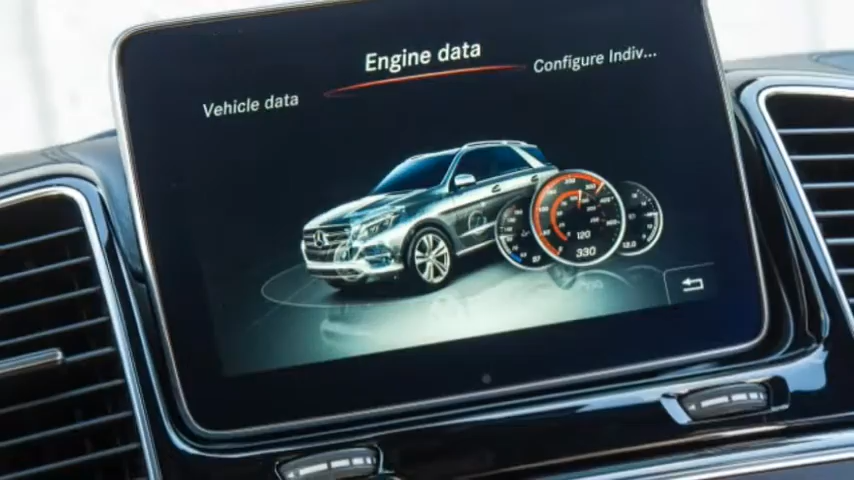 Vehicle data
Engine data
Configure Indiv...
120
330